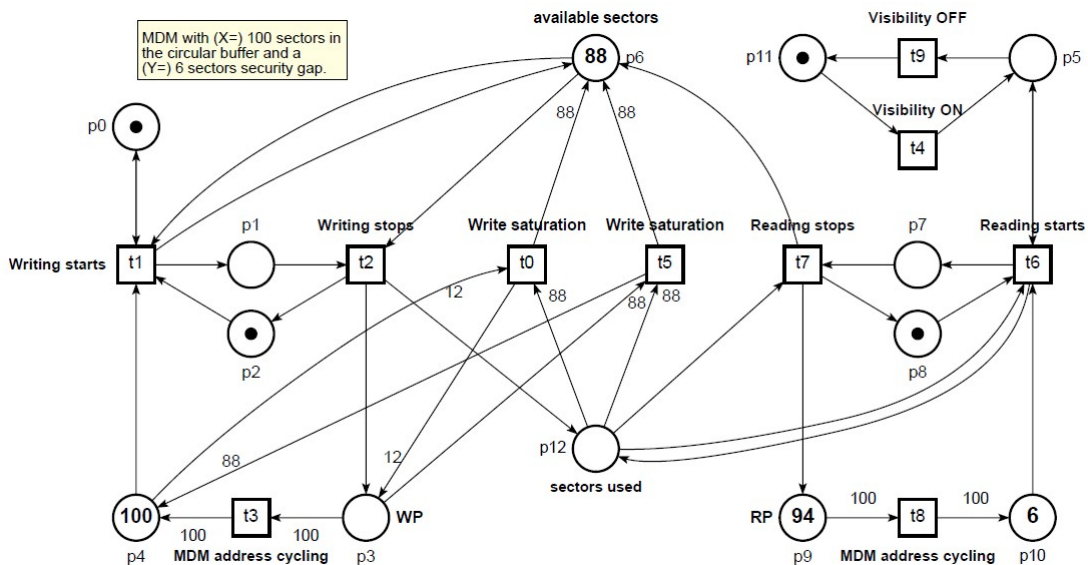 available sectors
Visibility OFF
MDM with (X=) 100 sectors in
the circular buffer and a
(Y=) 6 sectors security gap.
88
p6
p11
t9
p5
Visibility ON
t4
p0
88
88
p1
Writing stops
Write saturation
Write saturation
Reading stops
p7
Reading starts
Writing starts
t1
t2
t0
t5
t7
t6
12
88
88
88
p2
p8
p12
88
12
sectors used
100
t3
WP
RP
94
100
t8
100
6
100
100
p4
MDM address cycling
p3
p9
MDM address cycling
p10